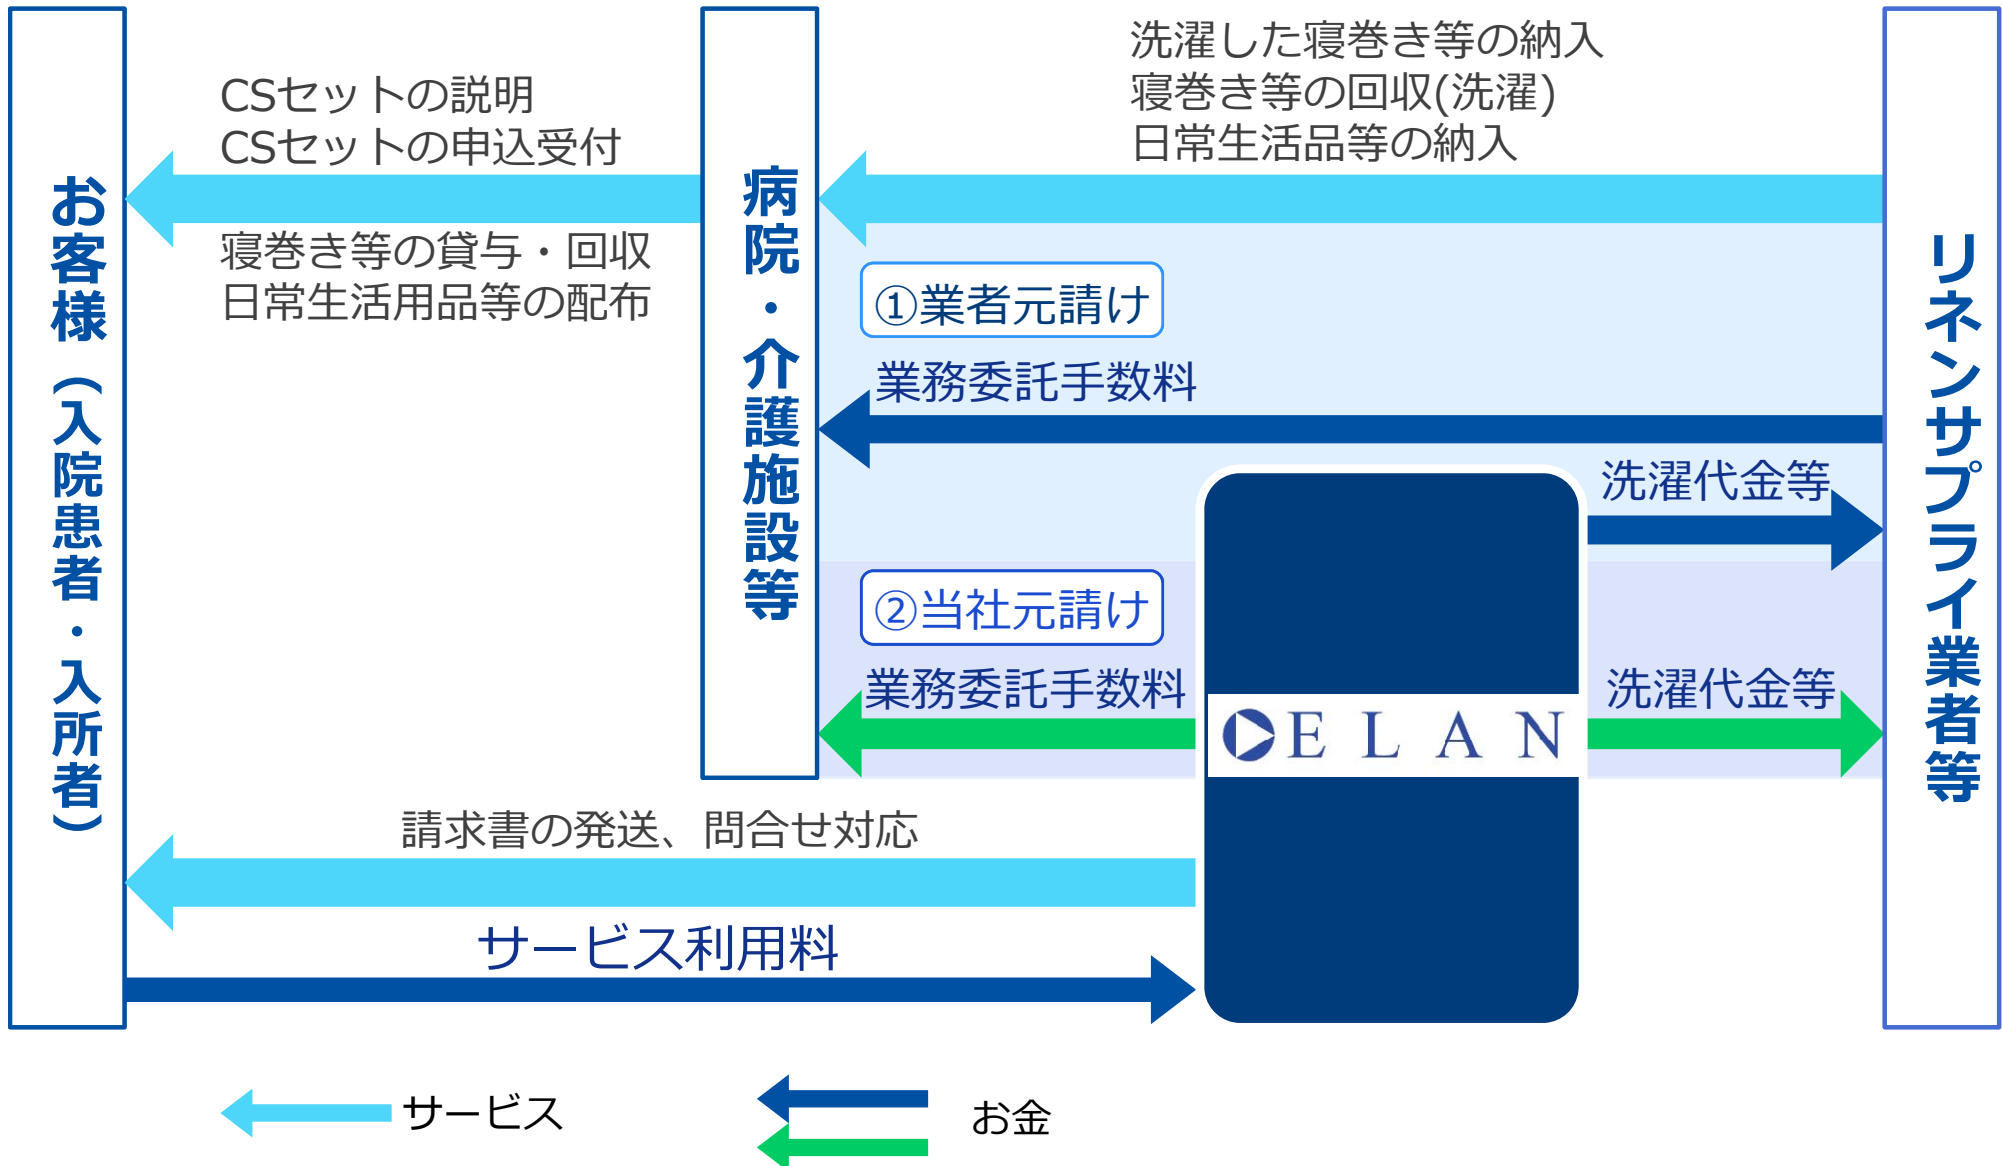 お客様（入院患者・入所者）
CSセットの説明
CSセットの申込受付
寝巻き等の貸与・回収
日常生活用品等の配布
病院・介護施設等
洗濯した寝巻き等の納入
寝巻き等の回収(洗濯)
日常生活品等の納入
①業者元請け
業務委託手数料
洗濯代金等
②当社元請け
業務委託手数料
洗濯代金等
ELAN
リネンサプライ業者等
請求書の発送、問合せ対応
サービス利用料
サービス
お金